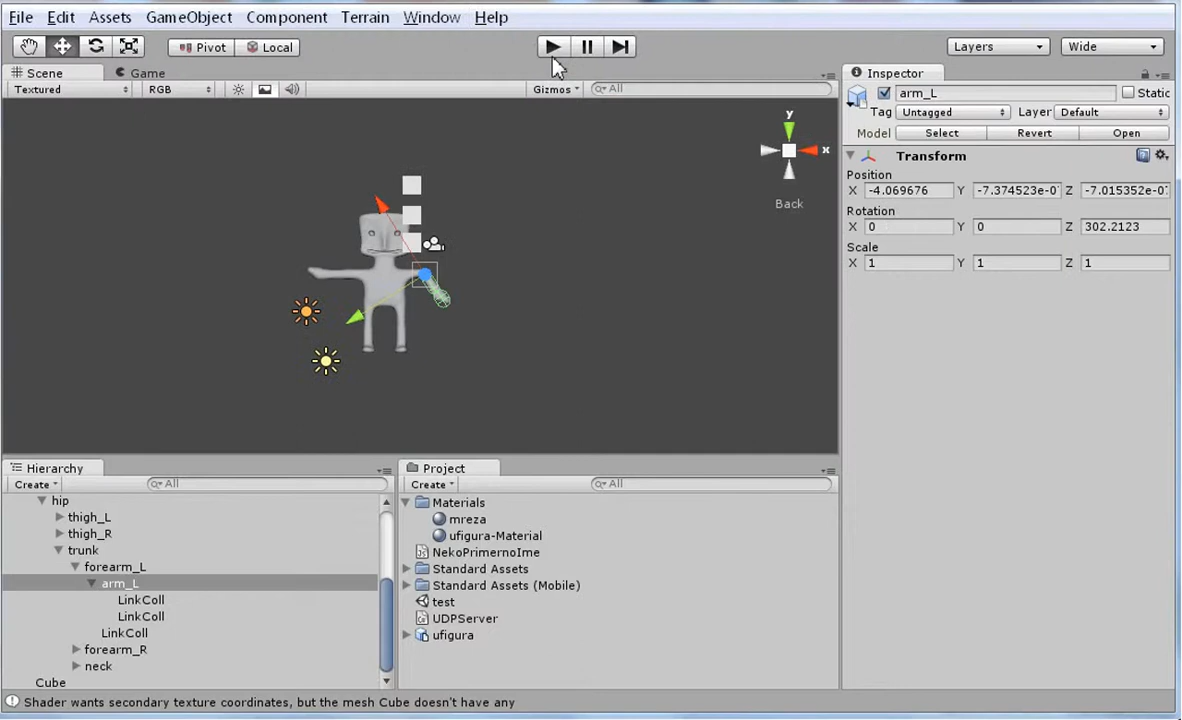 File Edit Assets GameObject Component Terrain Window Help
Pivot Local Layers Wide
Scene Game
Textured RGB Gizmos All
y
x
Back
Inspector
arm_L Static
Tag Untagged Layer Default
Model Select Revert Open
Transform
Position
X -4.069676 Y -7.374523e-0 Z -7.015352e-0
Rotation
X 0 Y 0 Z 302.2123
Scale
X 1 Y 1 Z 1
Hierarchy
Create All
hip
thigh_L
thigh_R
trunk
forearm_L
arm_L
LinkColl
LinkColl
LinkColl
forearm_R
neck
Cube
Project
Create All
Materials
mreza
ufigura-Material
NekoPrimernoIme
Standard Assets
Standard Assets (Mobile)
test
UDPServer
ufigura
Shader wants secondary texture coordinates, but the mesh Cube doesn't have any